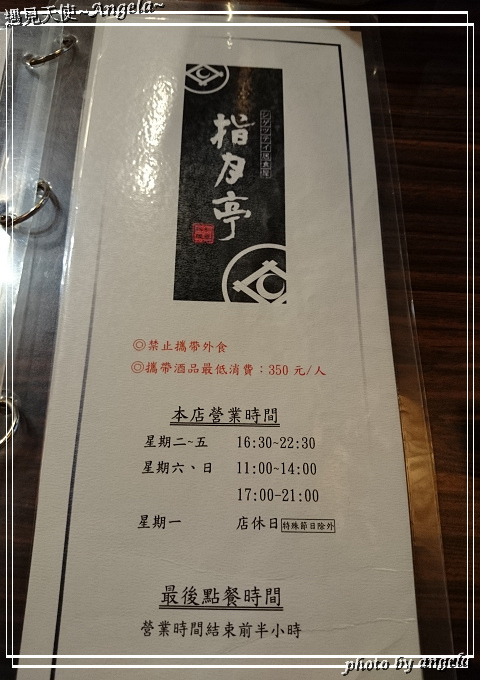 遇見天使~Angela~
指月亭
◎禁止攜帶外食
◎攜帶酒品最低消費：350 元/人
本店營業時間
星期二~五 16:30~22:30
星期六、日 11:00~14:00
17:00-21:00
星期一 店休日 特殊節日除外
最後點餐時間
營業時間結束前半小時
photo by angela